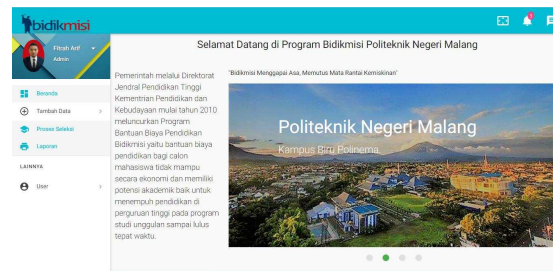 bidikmisi
Fitrah Arif
Admin
Beranda
Tambah Data
Proses Seleksi
Laporan
LAINNYA
User
Selamat Datang di Program Bidikmisi Politeknik Negeri Malang
Pemerintah melalui Direktorat
Jendral Pendidikan Tinggi
Kementrian Pendidikan dan
Kebudayaan mulai tahun 2010
meluncurkan Program
Bantuan Biaya Pendidikan
Bidikmisi yaitu bantuan biaya
pendidikan bagi calon
mahasiswa tidak mampu
secara ekonomi dan memiliki
potensi akademik baik untuk
menempuh pendidikan di
perguruan tinggi pada program
studi unggulan sampai lulus
tepat waktu.
"Bidikmisi Menggapai Asa, Memutus Mata Rantai Kemiskinan"
Politeknik Negeri Malang
Kampus Biru Polinema.